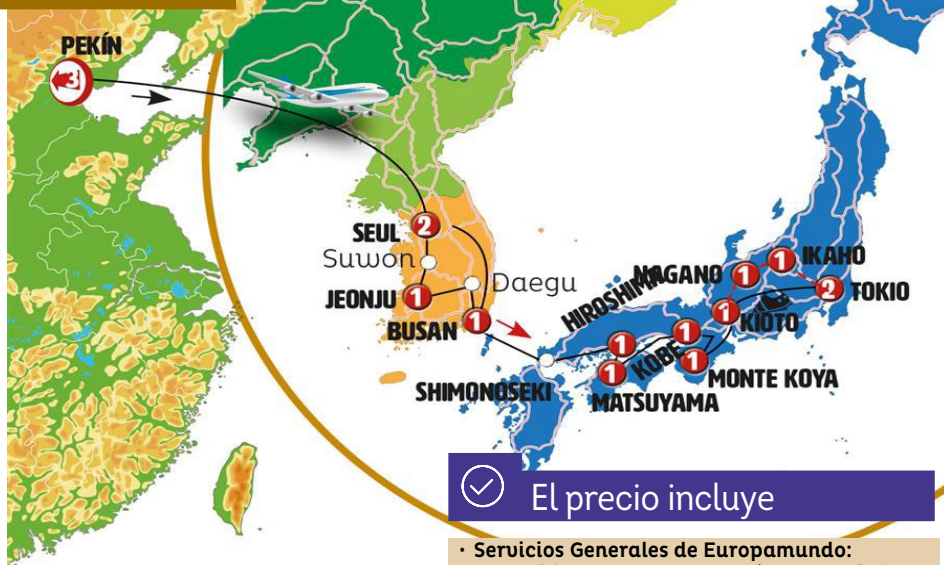 PEKÍN
3
SEUL
2
Suwon
JEONJU
1
Daegu
BUSAN
1
SHIMONOSEKI
HIROSHIMA
1
MATSUYAMA
1
KOBE
1
MONTE KOYA
1
KIOTO
NAGANO
1
IKAHO
1
TOKIO
2
El precio incluye
· Servicios Generales de Europamundo: